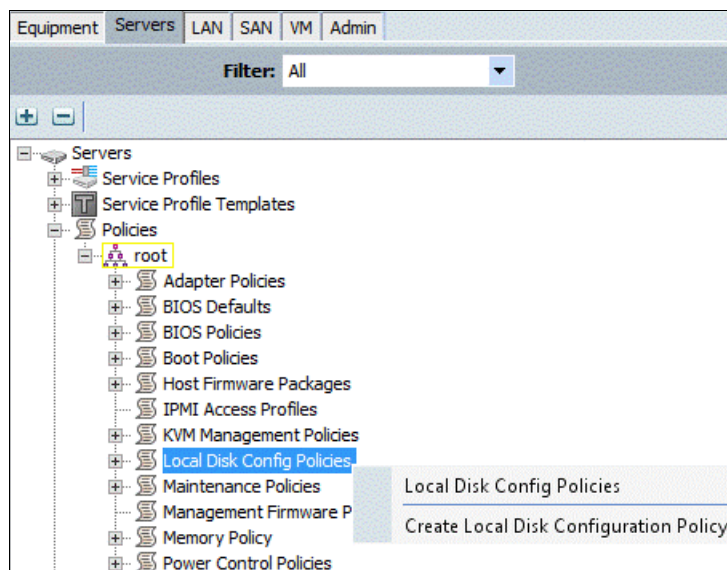 Equipment Servers LAN SAN VM Admin
Filter: All
Servers
Service Profiles
T Service Profile Templates
Policies
root
Adapter Policies
BIOS Defaults
BIOS Policies
Boot Policies
Host Firmware Packages
IPMI Access Profiles
KVM Management Policies
Local Disk Config Policies
Local Disk Config Policies
Maintenance Policies
Management Firmware P
Create Local Disk Configuration Policy
Memory Policy
Power Control Policies